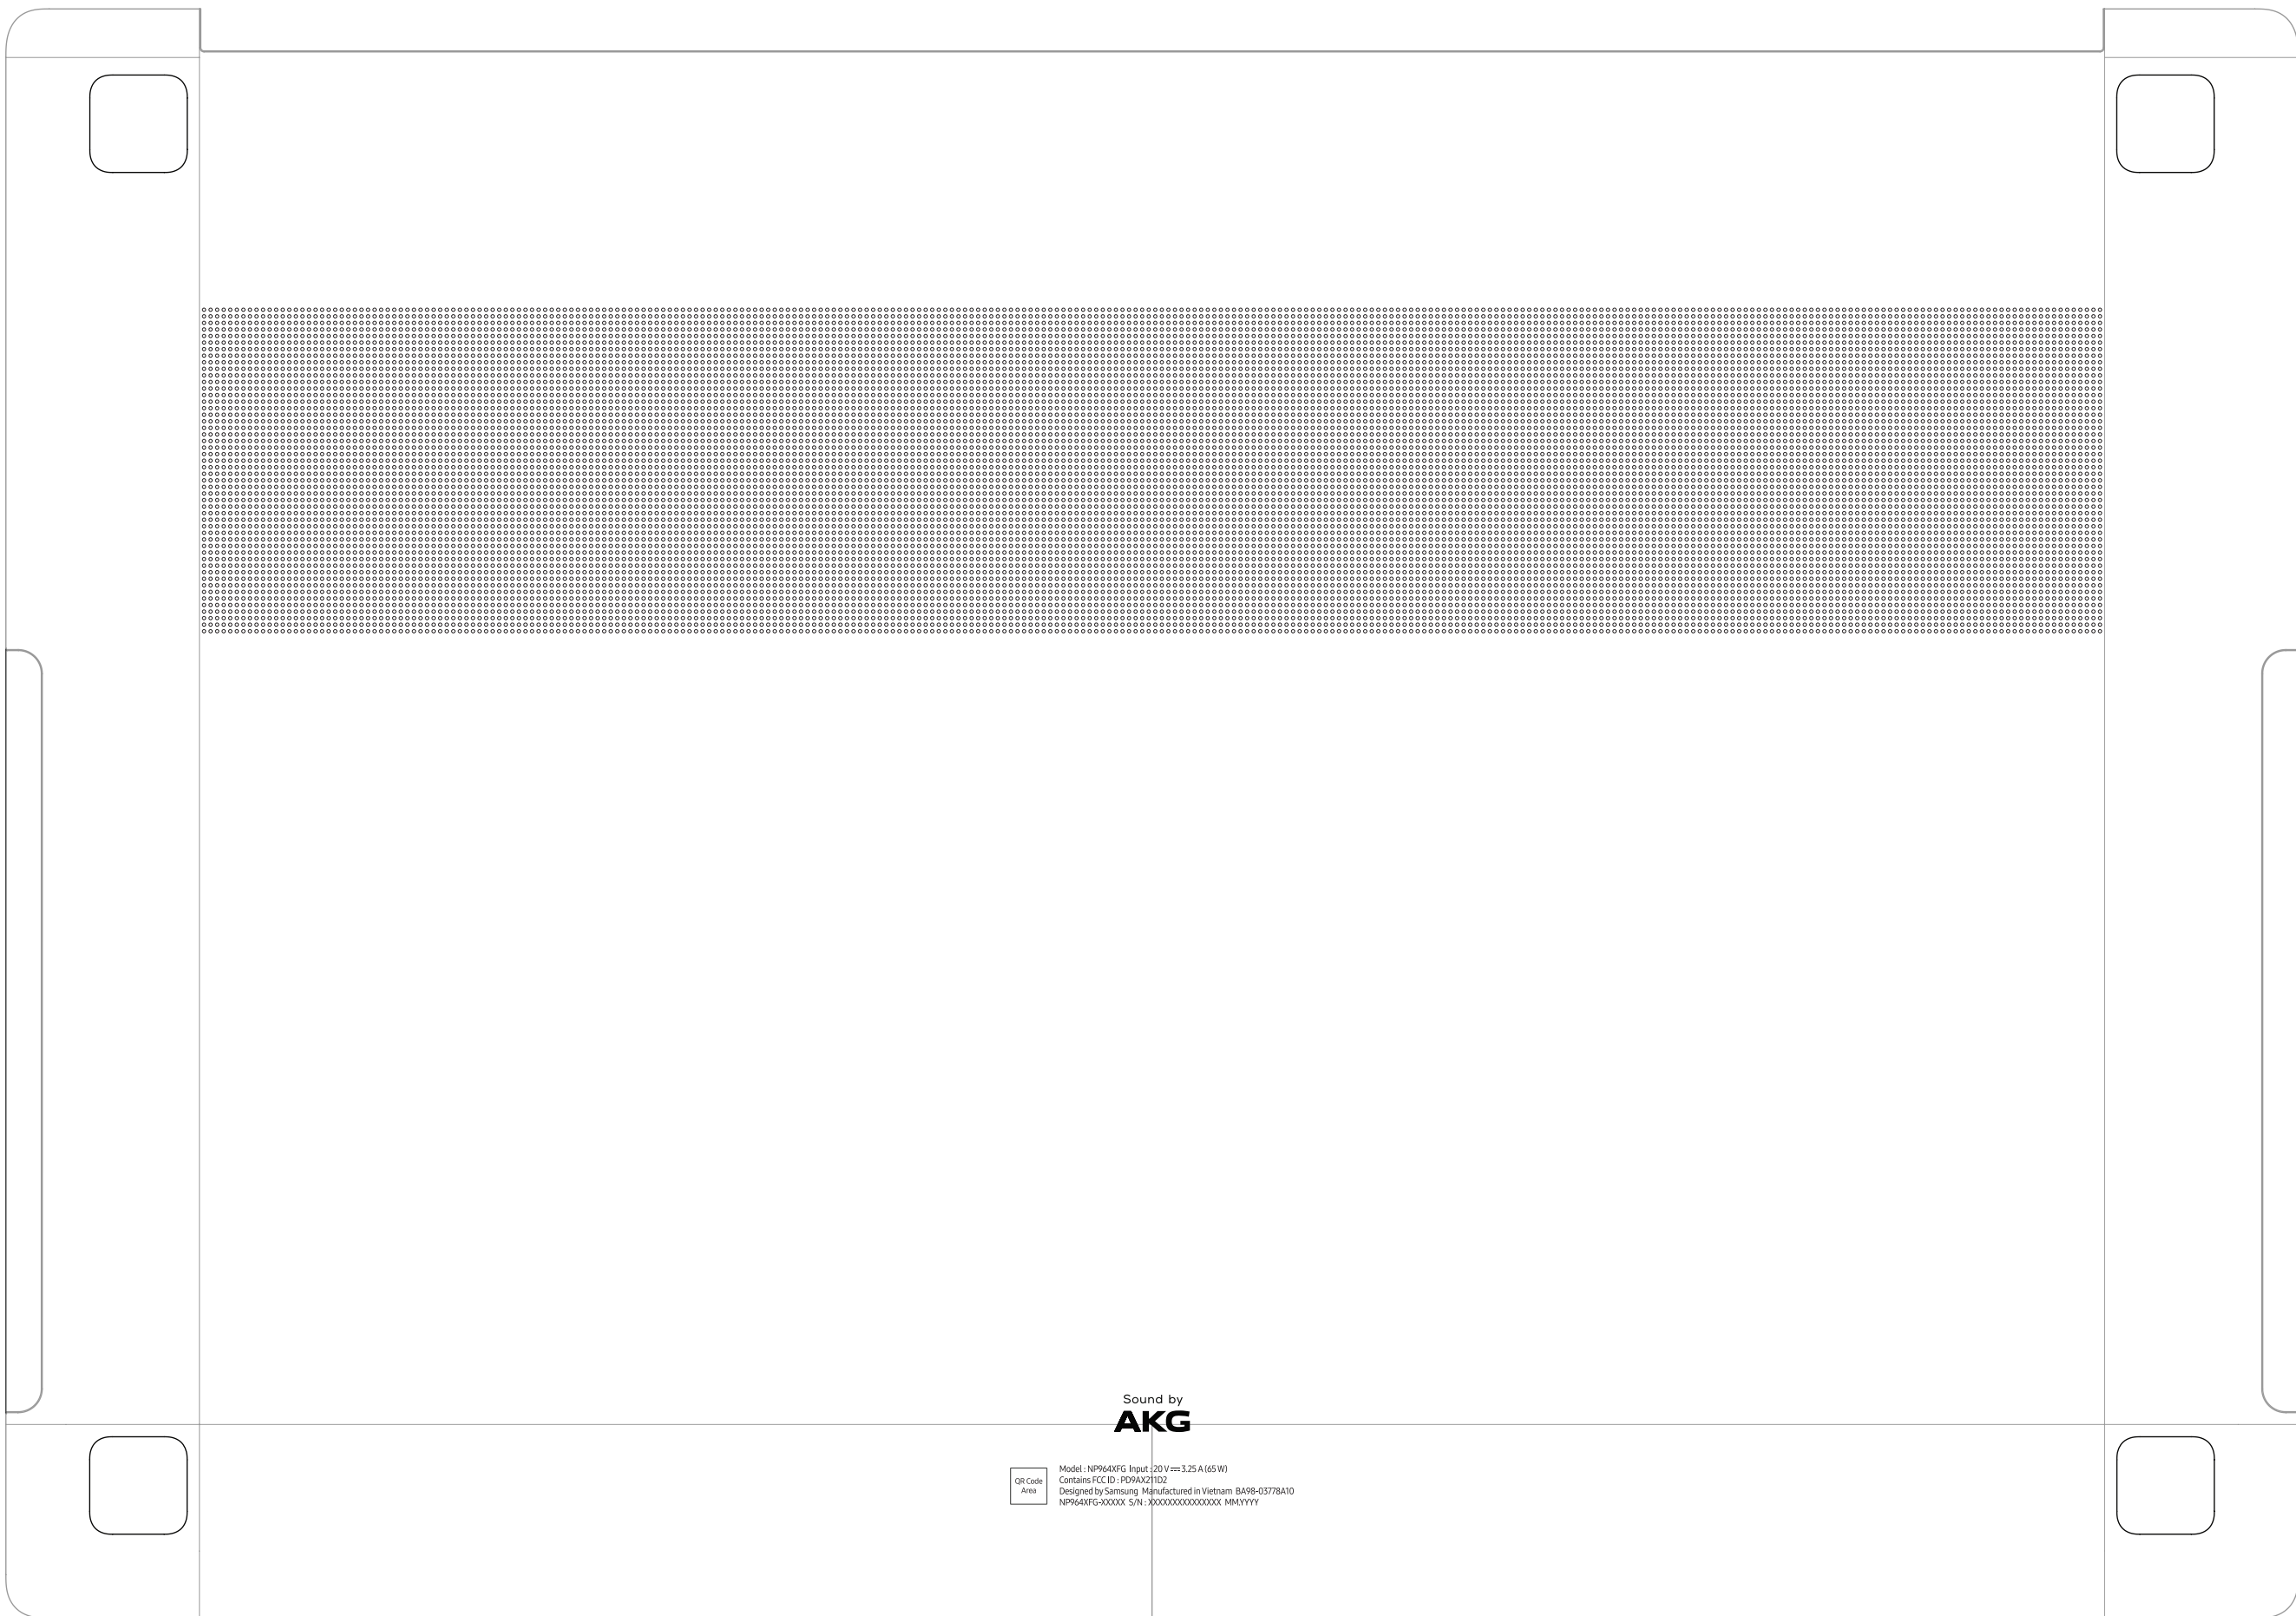 Sound by
AKG
QR Code
Area
Model : NP964XFG Input : 20 V⎓3.25 A (65 W)
Contains FCC ID : PD9AX211D2
Designed by Samsung Manufactured in Vietnam BA98-03778A10
NP964XFG-XXXXX S/N : XXXXXXXXXXXXXXX MM.YYYY